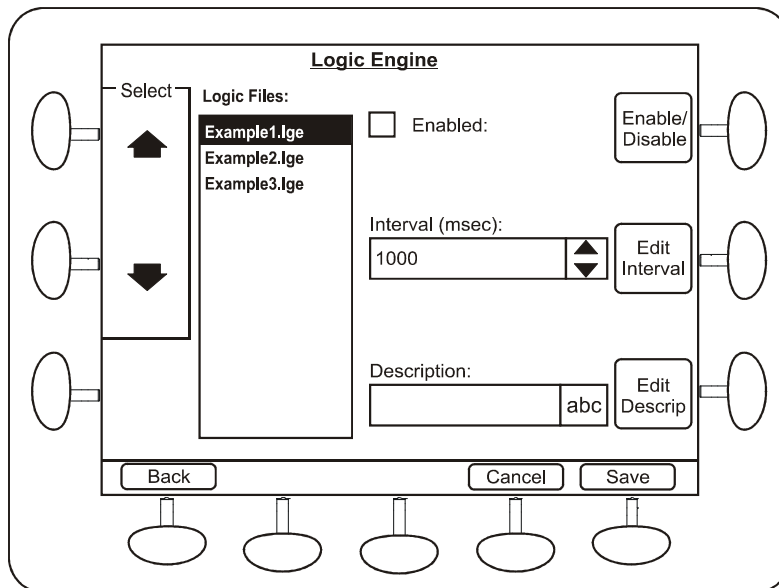 Logic Engine
Select
Logic Files:
Example1.lge
Example2.lge
Example3.lge
Enabled:
Enable/
Disable
Interval (msec):
1000
Edit
Interval
Description:
abc
Edit
Descrip
Back
Cancel
Save